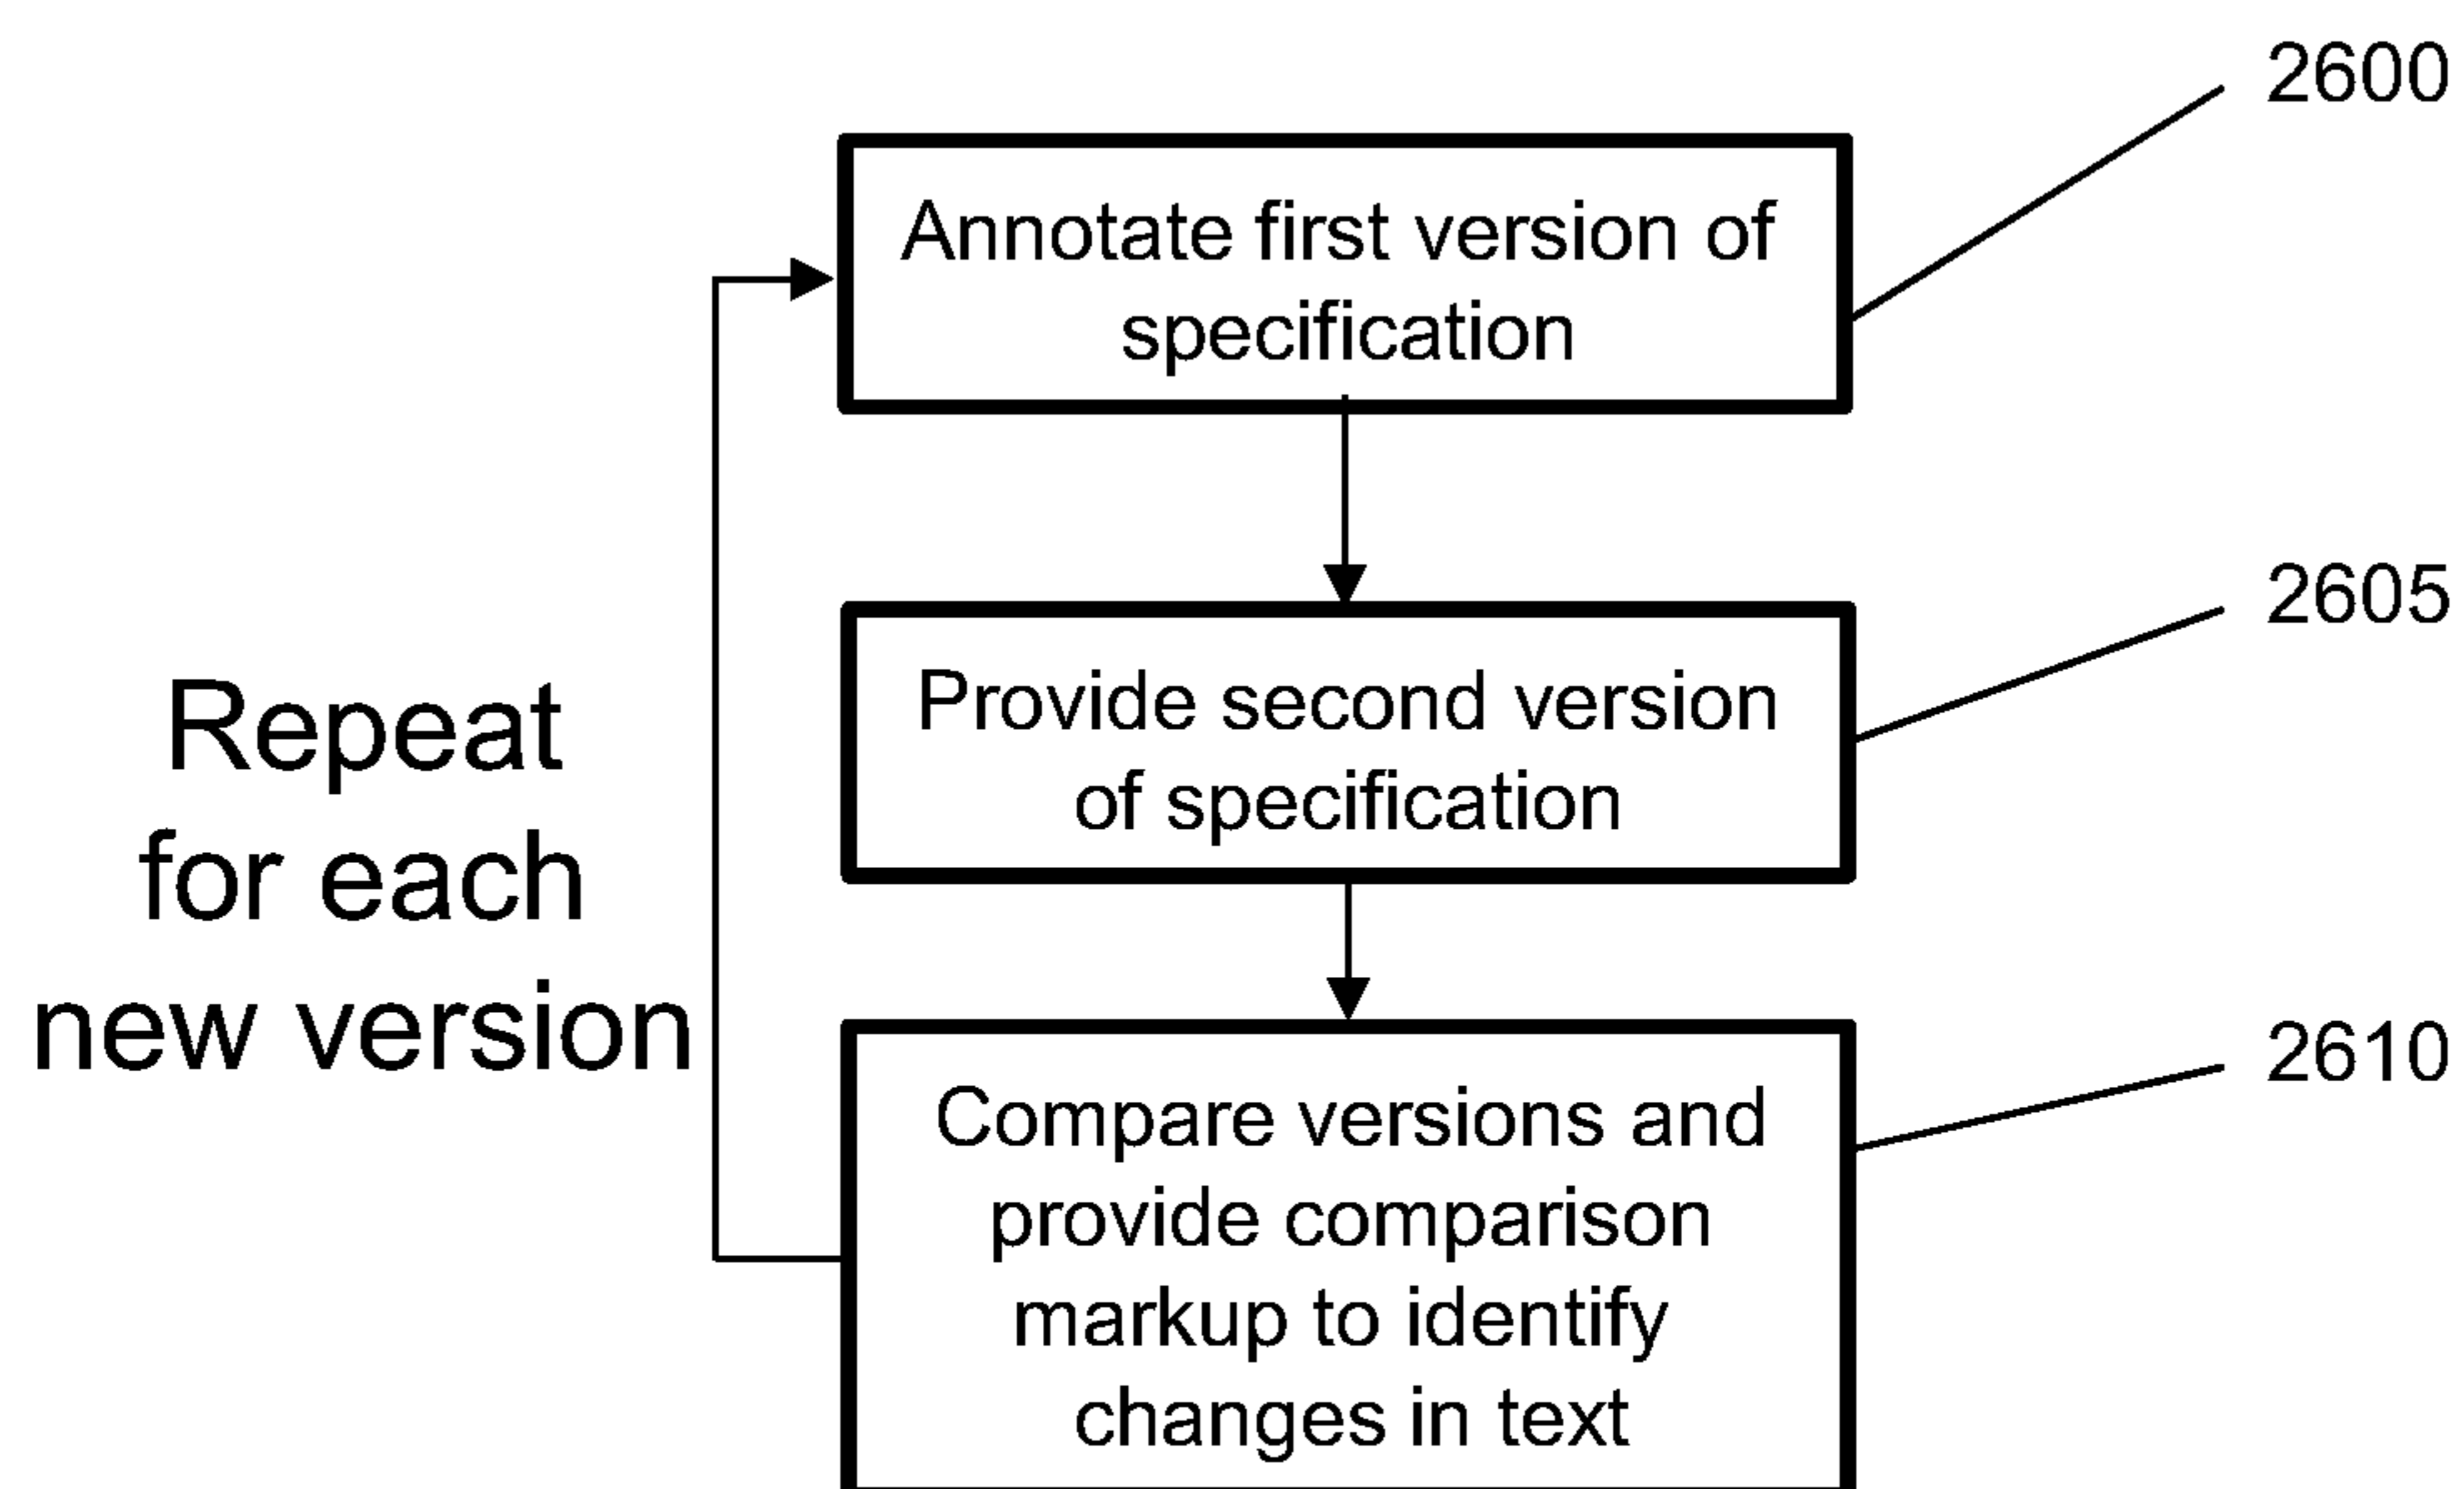 2600
Annotate first version of
specification
2605
Provide second version
of specification
Repeat
for each
new version
2610
Compare versions and
provide comparison
markup to identify
changes in text